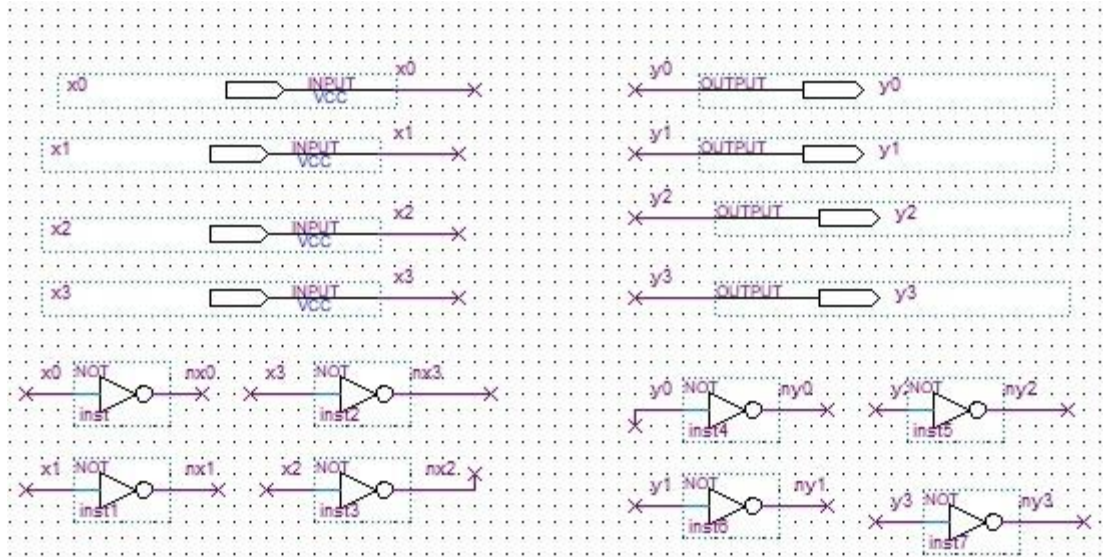 x0 INPUT VCC x0
y0 OUTPUT y0
x1 INPUT VCC x1
y1 OUTPUT y1
x2 INPUT VCC x2
y2 OUTPUT y2
x3 INPUT VCC x3
y3 OUTPUT y3
x0 NOT nx0
inst
x3 NOT nx3
inst2
y0 NOT ny0
inst4
NOT ny2
inst5
x1 NOT nx1
inst1
x2 NOT nx2
inst3
y1 NOT ny1
inst6
y3 NOT ny3
inst7